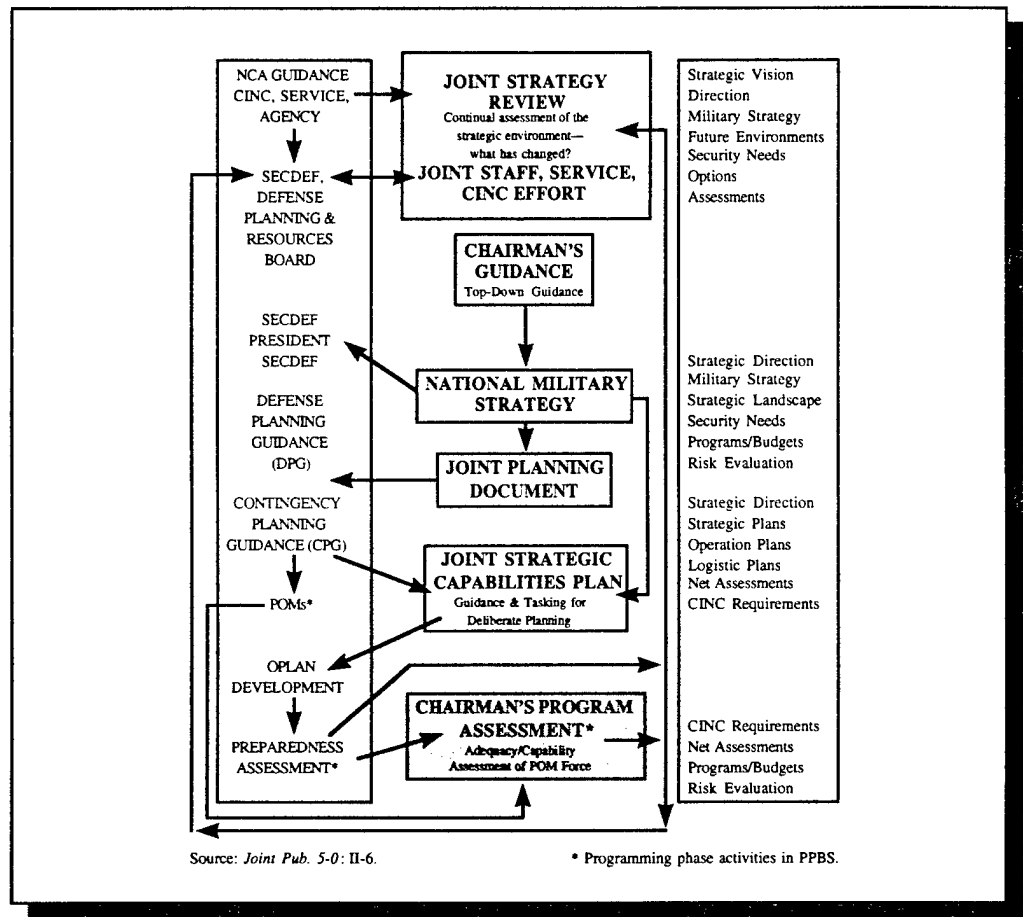 NCA GUIDANCE
CINC, SERVICE,
AGENCY
SECDEF,
DEFENSE
PLANNING &
RESOURCES
BOARD
SECDEF
PRESIDENT
SECDEF
DEFENSE
PLANNING
GUIDANCE
(DPG)
CONTINGENCY
PLANNING
GUIDANCE (CPG)
POMs*
OPLAN
DEVELOPMENT
PREPAREDNESS
ASSESSMENT*
JOINT STRATEGY
REVIEW
Continual assessment of the
strategic environment—
what has changed?
JOINT STAFF, SERVICE,
CINC EFFORT
CHAIRMAN'S
GUIDANCE
Top-Down Guidance
NATIONAL MILITARY
STRATEGY
JOINT PLANNING
DOCUMENT
JOINT STRATEGIC
CAPABILITIES PLAN
Guidance & Tasking for
Deliberate Planning
CHAIRMAN'S PROGRAM
ASSESSMENT*
Adequacy/Capability
Assessment of POM Force
Strategic Vision
Direction
Military Strategy
Future Environments
Security Needs
Options
Assessments
Strategic Direction
Military Strategy
Strategic Landscape
Security Needs
Programs/Budgets
Risk Evaluation
Strategic Direction
Strategic Plans
Operation Plans
Logistic Plans
Net Assessments
CINC Requirements
CINC Requirements
Net Assessments
Programs/Budgets
Risk Evaluation
Source: Joint Pub. 5-0: II-6.
* Programming phase activities in PPBS.